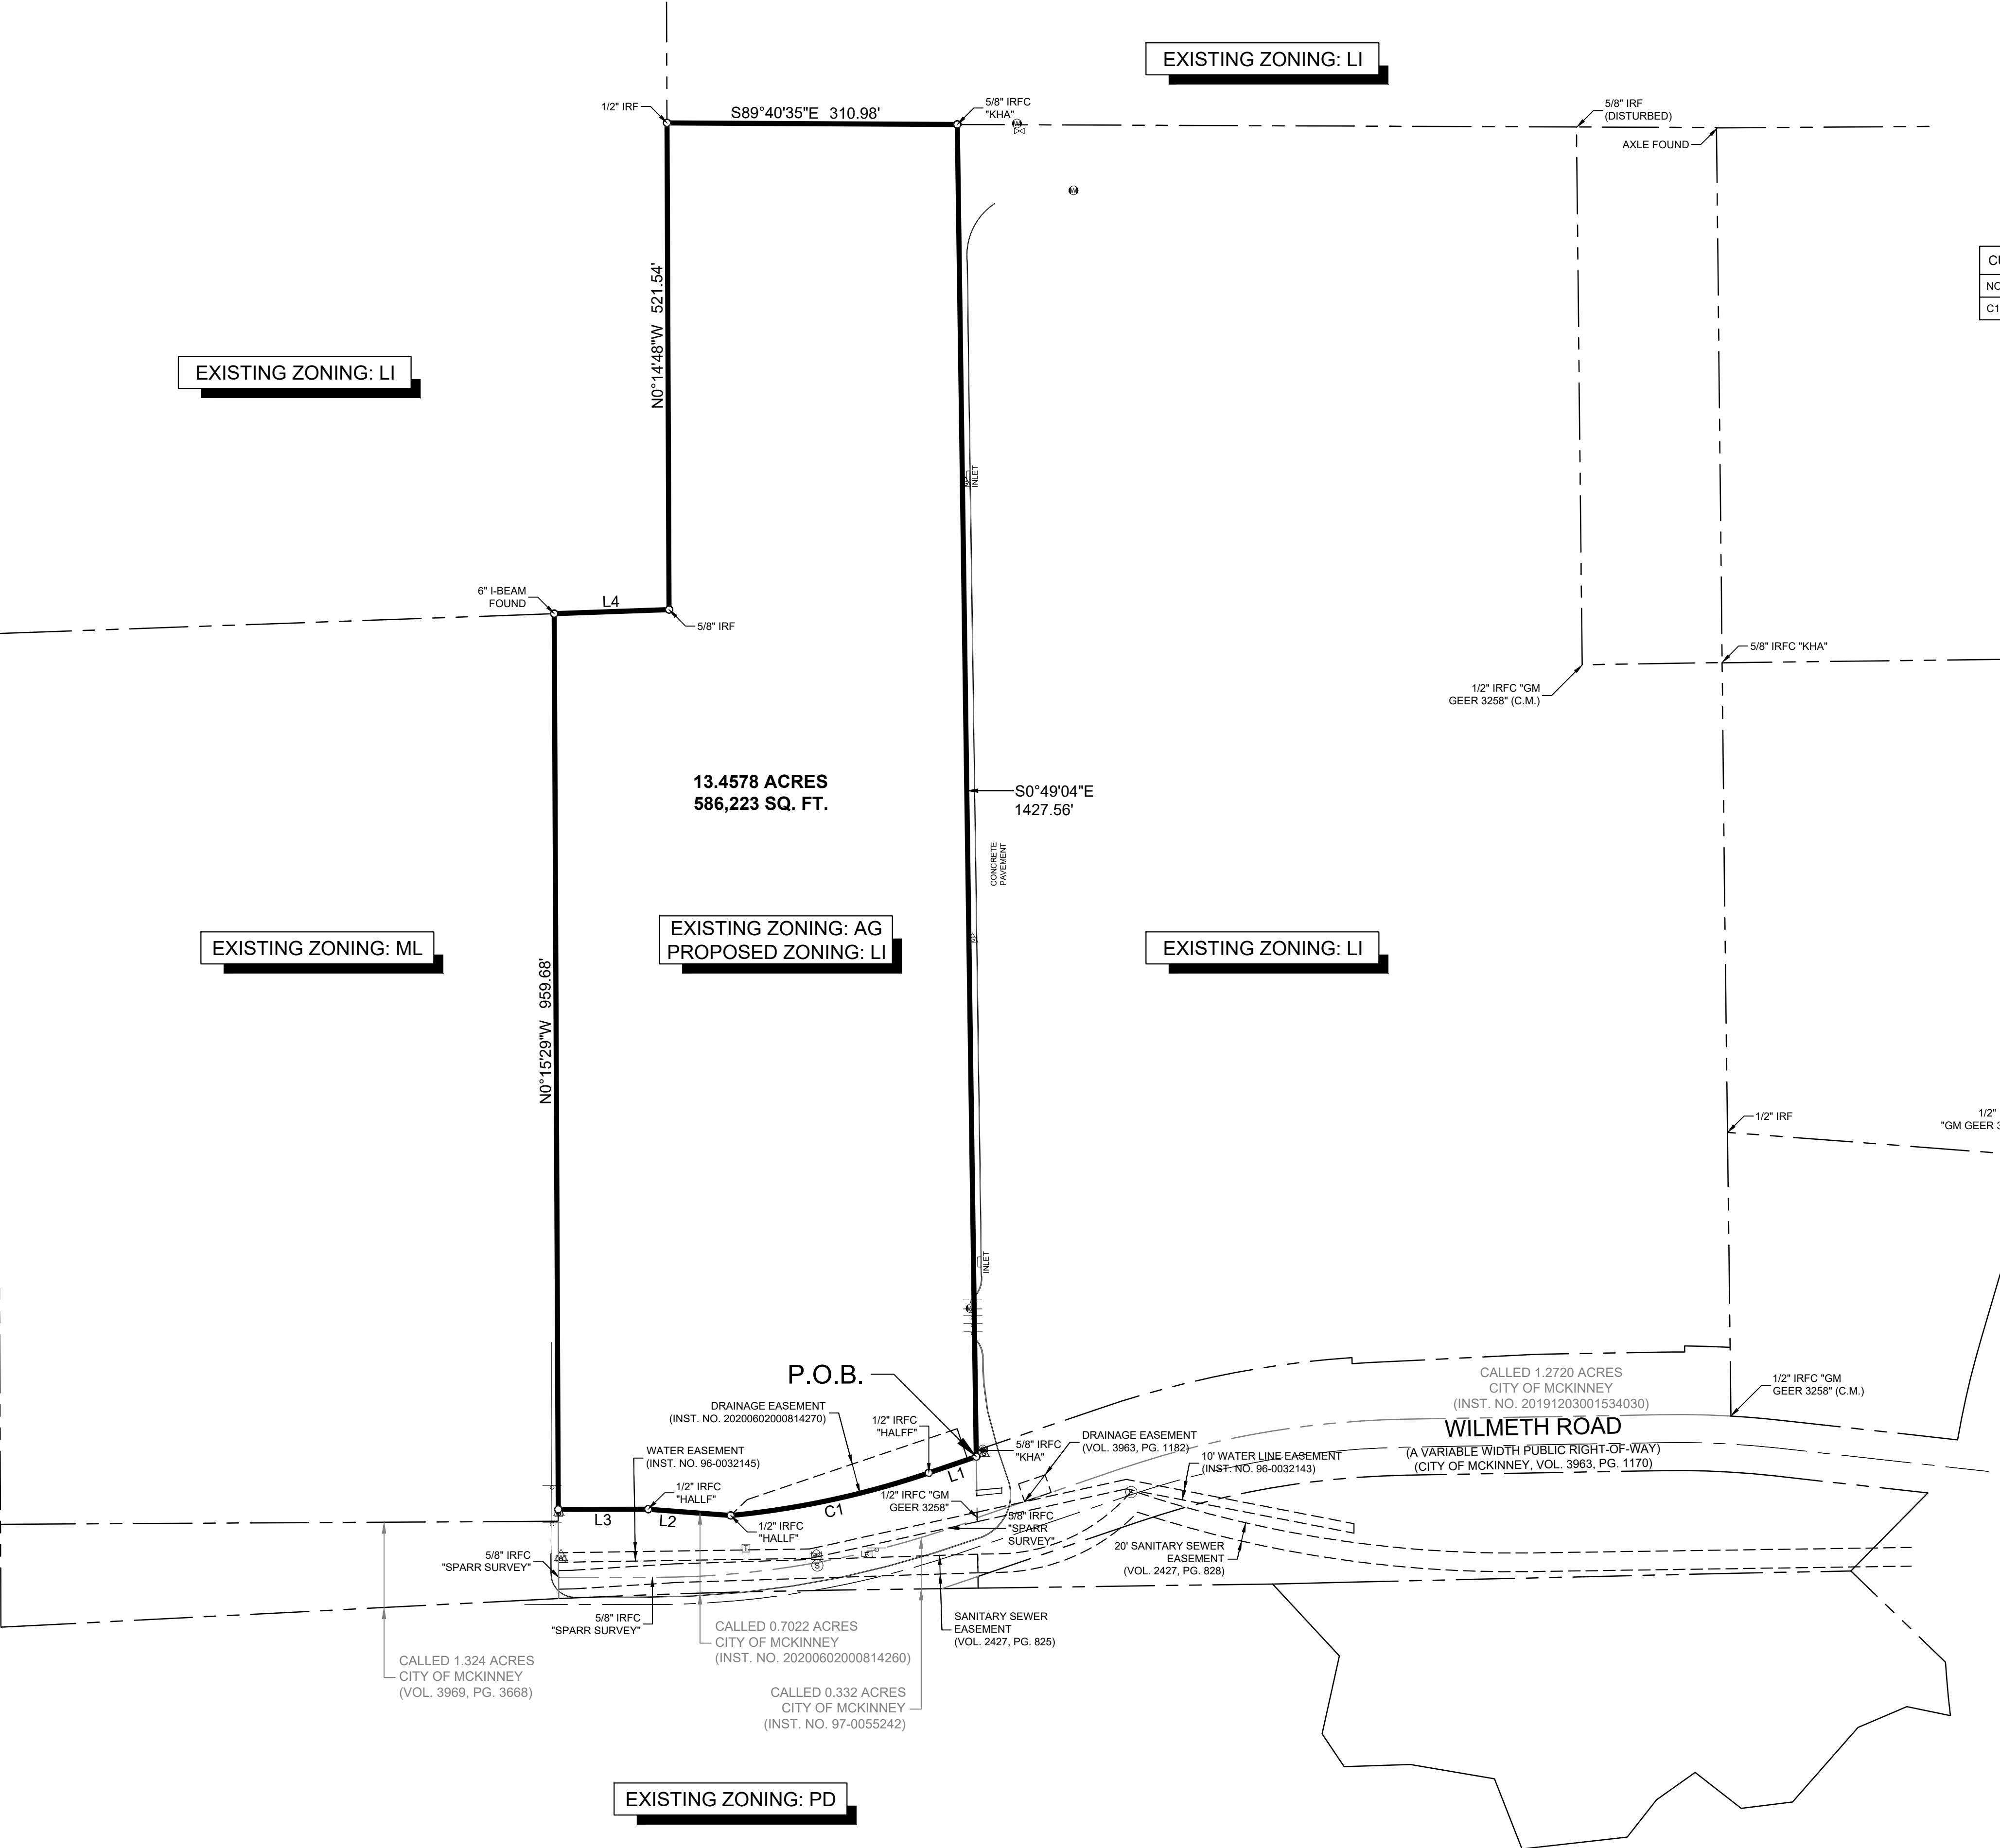 EXISTING ZONING: LI
1/2" IRF
S89°40'35"E 310.98'
5/8" IRFC
"KHA"
5/8" IRF
(DISTURBED)
AXLE FOUND
N0°14'48"W 521.54'
EXISTING ZONING: LI
INLET
6" I-BEAM
FOUND
L4
5/8" IRF
5/8" IRFC "KHA"
1/2" IRFC "GM
GEER 3258" (C.M.)
13.4578 ACRES
586,223 SQ. FT.
S0°49'04"E
1427.56'
CONCRETE
PAVEMENT
EXISTING ZONING: ML
EXISTING ZONING: AG
PROPOSED ZONING: LI
EXISTING ZONING: LI
N0°15'29"W 959.68'
1/2" IRF
1/2"
"GM GEER 3
INLET
P.O.B.
CALLED 1.2720 ACRES
CITY OF MCKINNEY
(INST. NO. 20191203001534030)
1/2" IRFC "GM
GEER 3258" (C.M.)
DRAINAGE EASEMENT
(INST. NO. 20200602000814270)
1/2" IRFC
"HALFF"
WILMETH ROAD
(A VARIABLE WIDTH PUBLIC RIGHT-OF-WAY)
(CITY OF MCKINNEY, VOL. 3963, PG. 1170)
WATER EASEMENT
(INST. NO. 96-0032145)
5/8" IRFC
"KHA"
DRAINAGE EASEMENT
(VOL. 3963, PG. 1182)
10' WATER LINE EASEMENT
(INST. NO. 96-0032143)
L1
1/2" IRFC
"HALLF"
1/2" IRFC "GM
GEER 3258"
C1
L3
L2
1/2" IRFC
"HALLF"
5/8" IRFC
"SPARR
SURVEY"
5/8" IRFC
"SPARR SURVEY"
20' SANITARY SEWER
EASEMENT
(VOL. 2427, PG. 828)
5/8" IRFC
"SPARR SURVEY"
SANITARY SEWER
EASEMENT
(VOL. 2427, PG. 825)
CALLED 0.7022 ACRES
CITY OF MCKINNEY
(INST. NO. 20200602000814260)
CALLED 1.324 ACRES
CITY OF MCKINNEY
(VOL. 3969, PG. 3668)
CALLED 0.332 ACRES
CITY OF MCKINNEY
(INST. NO. 97-0055242)
EXISTING ZONING: PD
C1